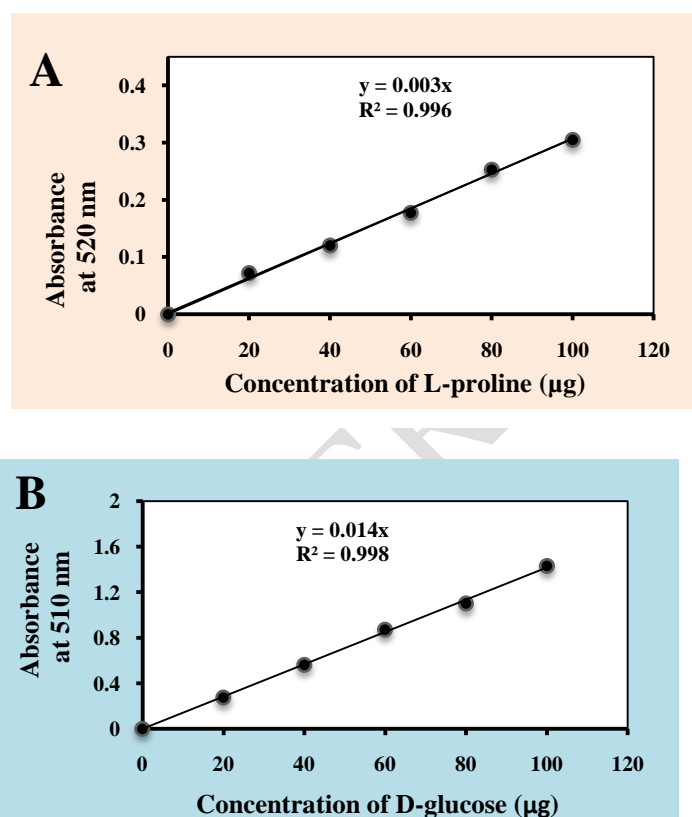 A
y = 0.003x
R² = 0.996
0.4
0.3
0.2
0.1
0
Absorbance
at 520 nm
0 20 40 60 80 100 120
Concentration of L-proline (µg)
B
y = 0.014x
R² = 0.998
2
1.6
1.2
0.8
0.4
0
Absorbance
at 510 nm
0 20 40 60 80 100 120
Concentration of D-glucose (µg)